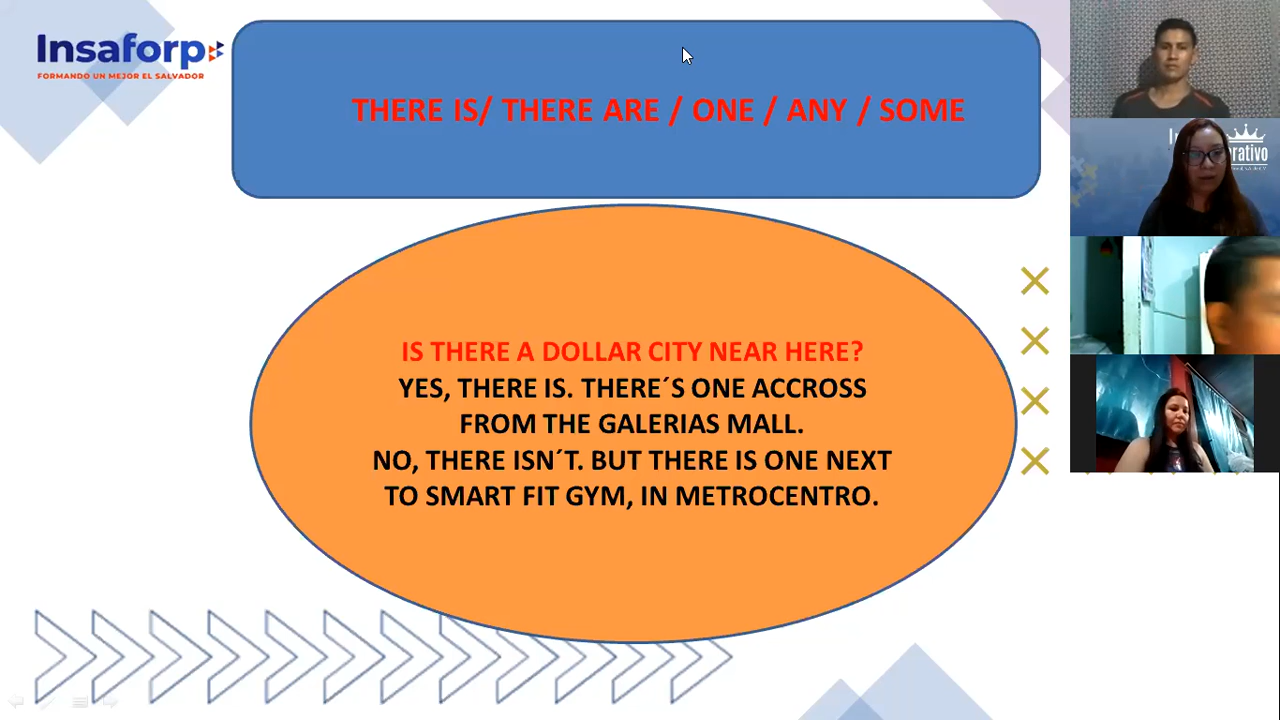 Insaforp
FORMANDO UN MEJOR EL SALVADOR
THERE IS/ THERE ARE / ONE / ANY / SOME
IS THERE A DOLLAR CITY NEAR HERE?
YES, THERE IS. THERE´S ONE ACCROSS
FROM THE GALERIAS MALL.
NO, THERE ISN´T. BUT THERE IS ONE NEXT
TO SMART FIT GYM, IN METROCENTRO.